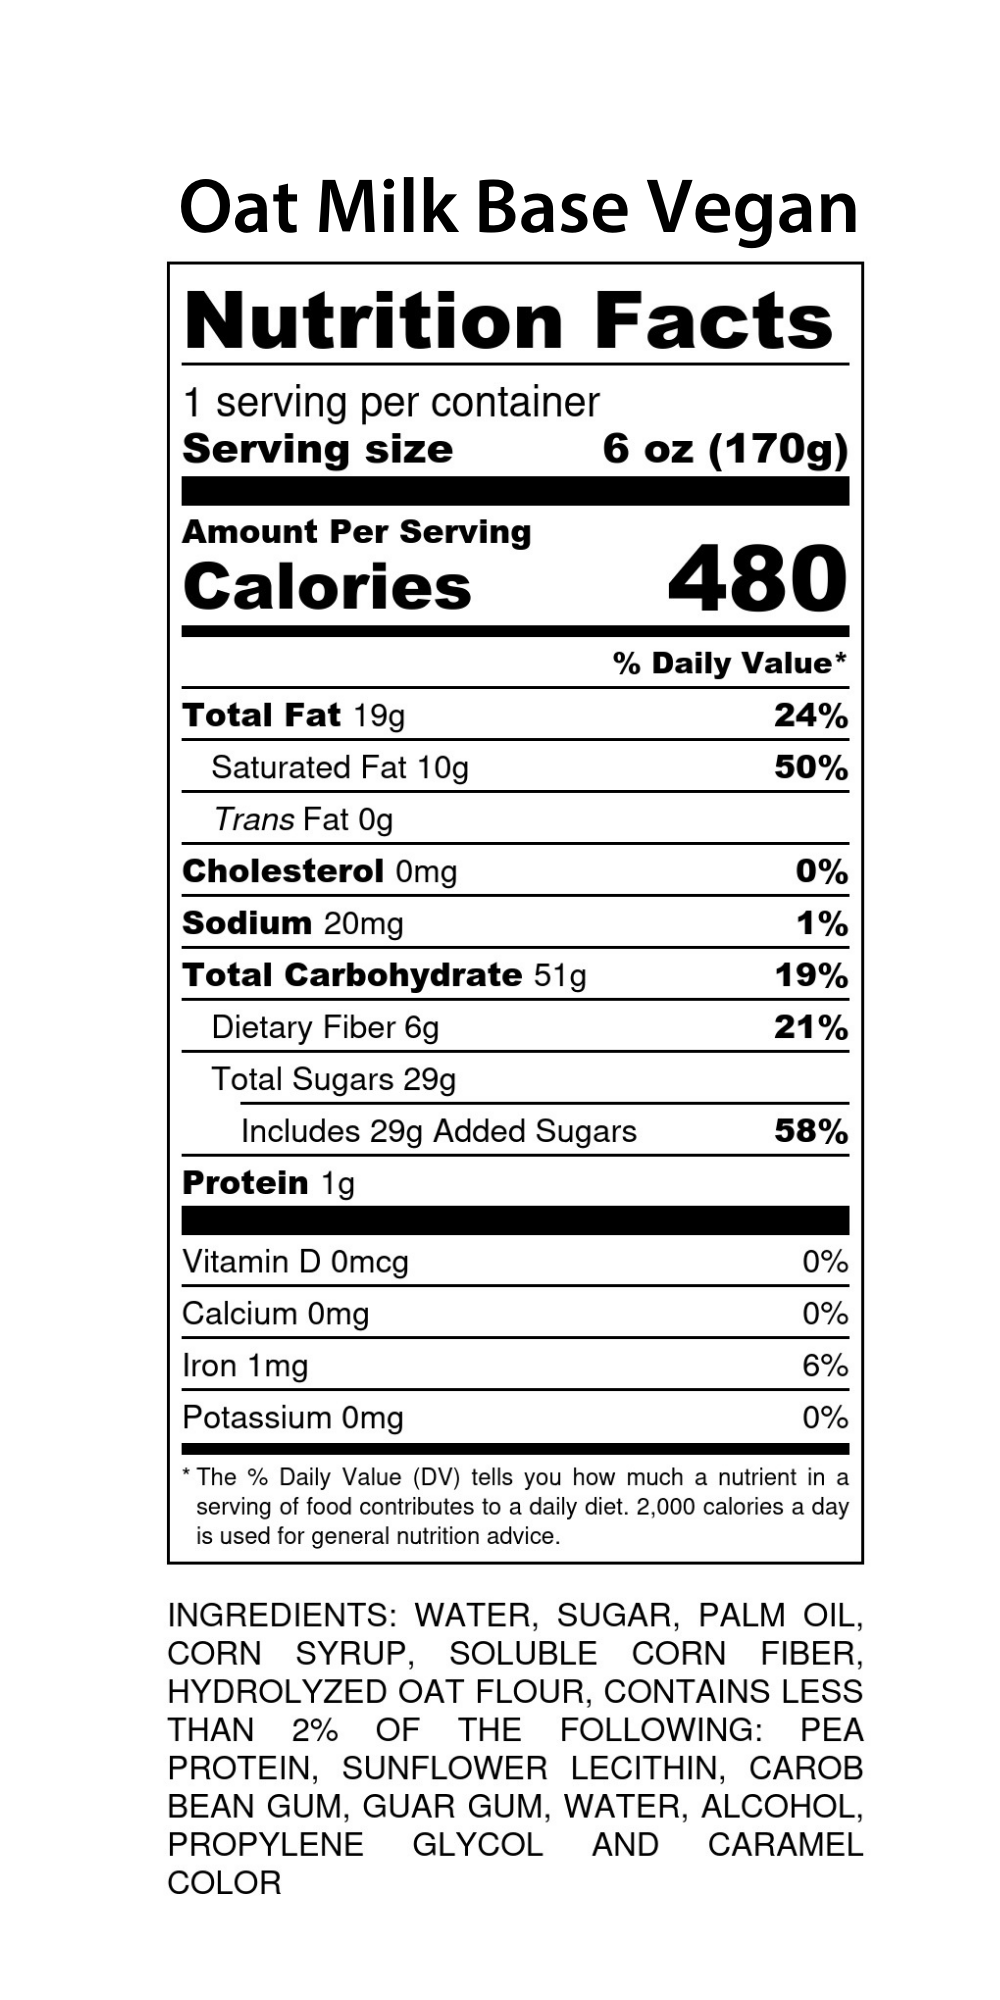 Oat Milk Base Vegan
Nutrition Facts
1 serving per container
Serving size 6 oz (170g)
Amount Per Serving
Calories 480
% Daily Value*
Total Fat 19g 24%
Saturated Fat 10g 50%
Trans Fat 0g
Cholesterol 0mg 0%
Sodium 20mg 1%
Total Carbohydrate 51g 19%
Dietary Fiber 6g 21%
Total Sugars 29g
Includes 29g Added Sugars 58%
Protein 1g
Vitamin D 0mcg 0%
Calcium 0mg 0%
Iron 1mg 6%
Potassium 0mg 0%
* The % Daily Value (DV) tells you how much a nutrient in a
serving of food contributes to a daily diet. 2,000 calories a day
is used for general nutrition advice.
INGREDIENTS: WATER, SUGAR, PALM OIL,
CORN SYRUP, SOLUBLE CORN FIBER,
HYDROLYZED OAT FLOUR, CONTAINS LESS
THAN 2% OF THE FOLLOWING: PEA
PROTEIN, SUNFLOWER LECITHIN, CAROB
BEAN GUM, GUAR GUM, WATER, ALCOHOL,
PROPYLENE GLYCOL AND CARAMEL
COLOR